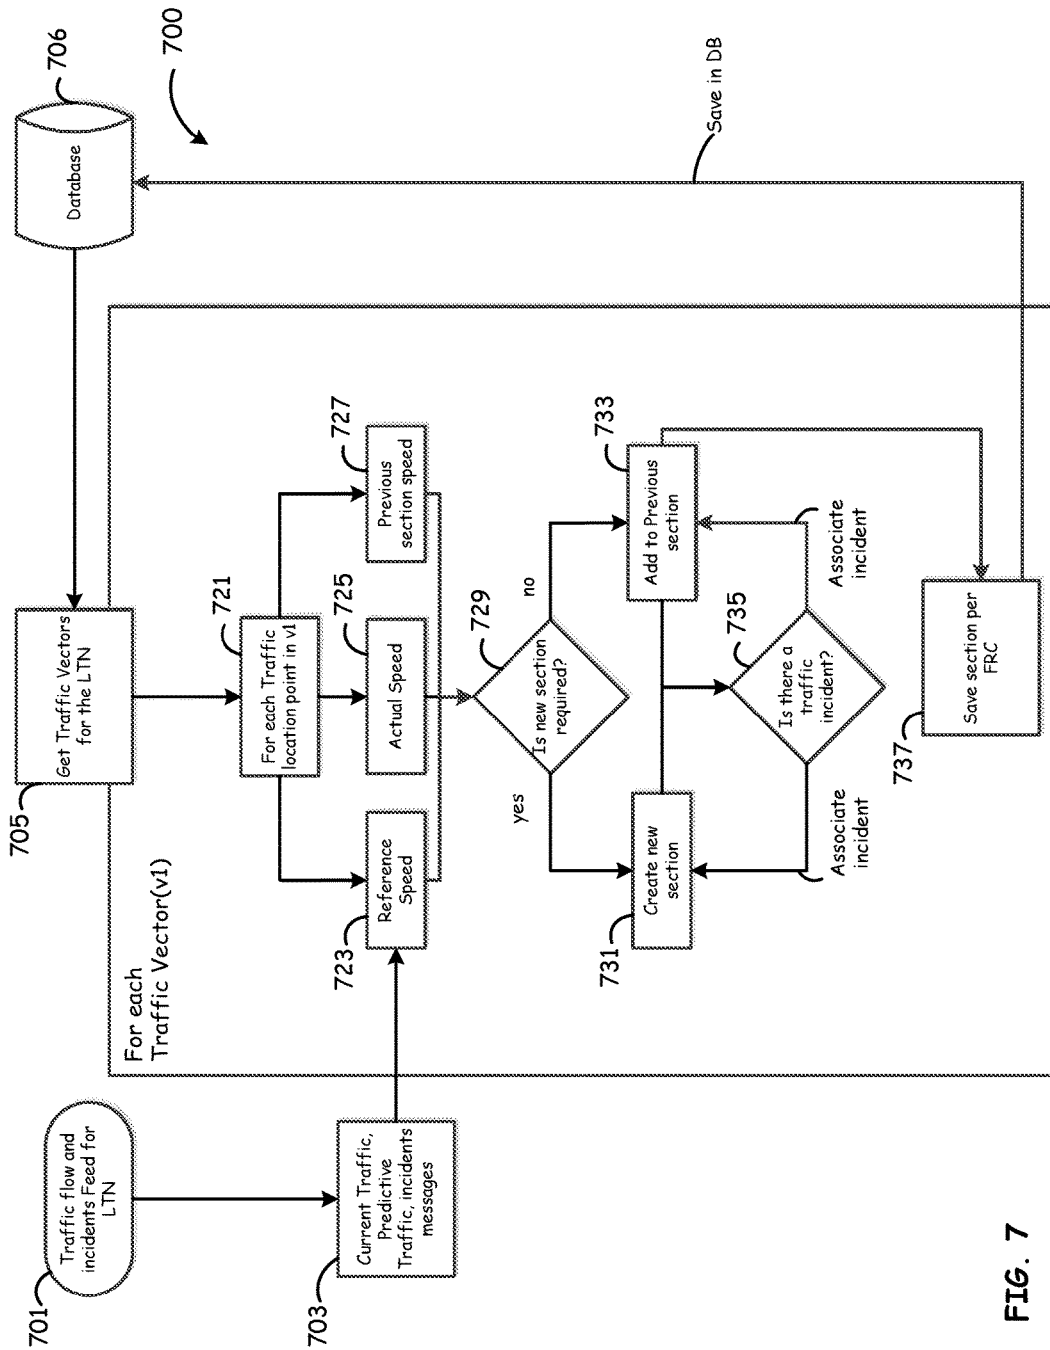 701
Traffic flow and
incidents Feed for
LTN
705
Get Traffic Vectors
for the LTN
Database
706
700
For each
Traffic Vector(v1)
703
Current Traffic,
Predictive
Traffic, incidents
messages
721
For each Traffic
location point in v1
723
Reference
Speed
725
Actual Speed
727
Previous
section speed
729
Is new section
required?
yes
no
731
Create new
section
733
Add to Previous
section
735
Is there a
traffic
incident?
Associate
incident
Associate
incident
737
Save section per
FRC
Save in DB
FIG. 7